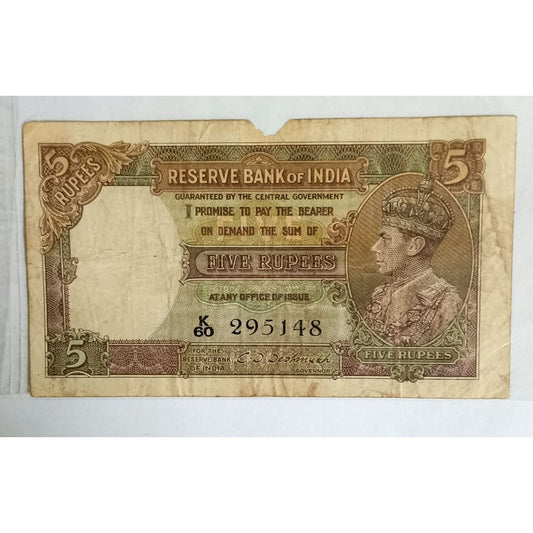 5 RUPEES
5
RESERVE BANK OF INDIA
GUARANTEED BY THE CENTRAL GOVERNMENT
I PROMISE TO PAY THE BEARER
ON DEMAND THE SUM OF
FIVE RUPEES
AT ANY OFFICE OF ISSUE
K/60 295148
5
FOR THE
RESERVE BANK
OF INDIA
C. D. Deshmukh
GOVERNOR
FIVE RUPEES